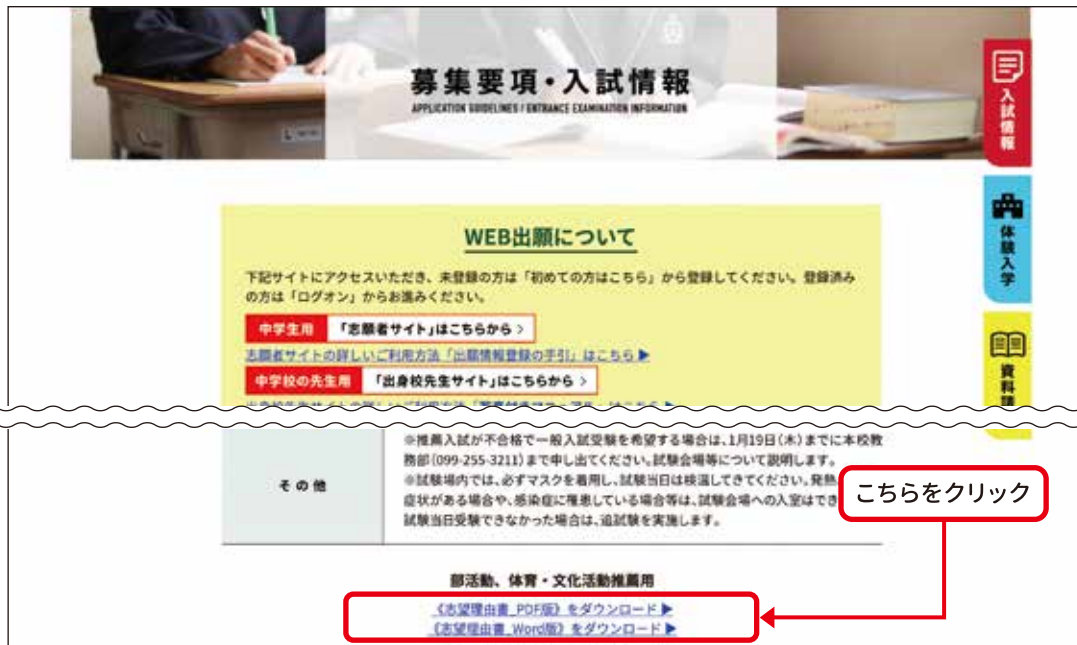 募集要項・入試情報
APPLICATION GUIDELINES / ENTRANCE EXAMINATION INFORMATION
入試情報
体験入学
資料請
WEB出願について
下記サイトにアクセスいただき、未登録の方は「初めての方はこちら」から登録してください。登録済み
の方は「ログオン」からお進みください。
中学生用 「志願者サイト」はこちらから >
志願者サイトの詳しいご利用方法「出願情報登録の手引」はこちら ▶
中学校の先生用 「出身校先生サイト」はこちらから >
※推薦入試が不合格で一般入試受験を希望する場合は、1月19日(木)までに本校教
務部(099-255-3211)まで申し出てください。試験会場等について説明します。
その他
※試験場内では、必ずマスクを着用し、試験当日は検温してきてください。発熱
症状がある場合や、感染症に罹患している場合等は、試験会場への入室はでき
試験当日受験できなかった場合は、追試験を実施します。
こちらをクリック
部活動、体育・文化活動推薦用
《志望理由書_PDF版》をダウンロード ▶
《志望理由書_Word版》をダウンロード ▶